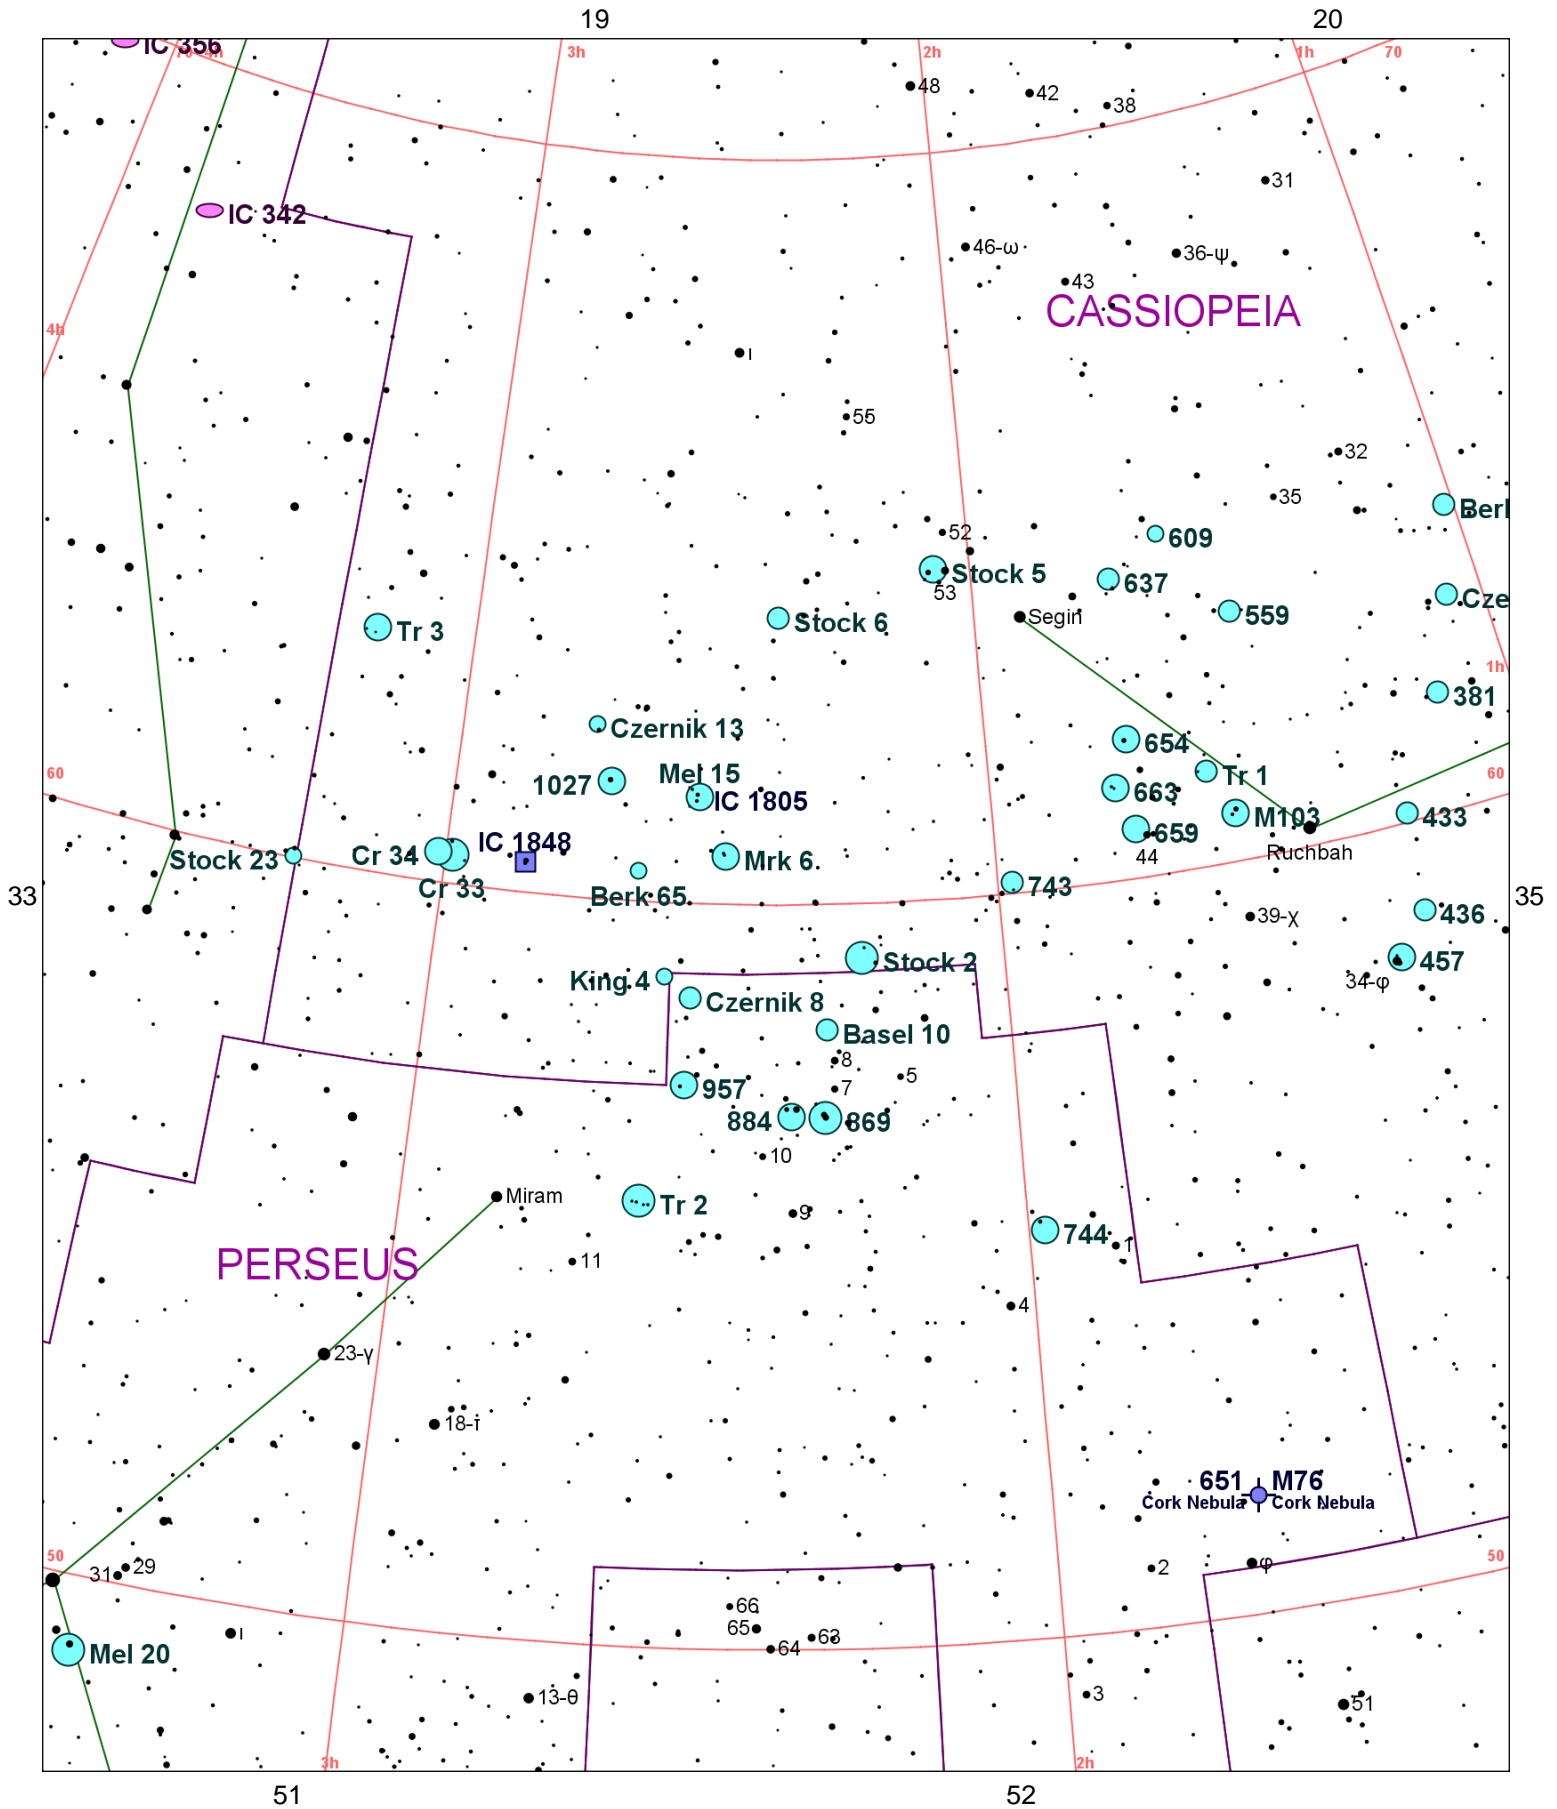 19 20
IC 356
70 4h 3h 2h 1h 70
48
42
38
31
IC 342
46-ω
36-ψ
43
CASSIOPEIA
4h
ι
55
32
35
Berl
52
609
Stock 5
637
53
559
Cze
Segin
Stock 6
Tr 3
1h
381
Czernik 13
654
60
1027
Mel 15
Tr 1
60
663
IC 1805
M103
433
659
IC 1848
Stock 23
Cr 34
Mrk 6
44
Ruchbah
Cr 33
743
33
Berk 65
35
39-χ
436
Stock 2
457
King 4
34-φ
Czernik 8
Basel 10
8
5
957
7
884
869
10
Miram
Tr 2
9
744
1
PERSEUS
11
4
23-γ
18-τ
651 M76
Cork Nebula Cork Nebula
50
50
31
29
2
φ
66
65
63
64
ι
Mel 20
13-θ
3
51
3h 2h
51 52